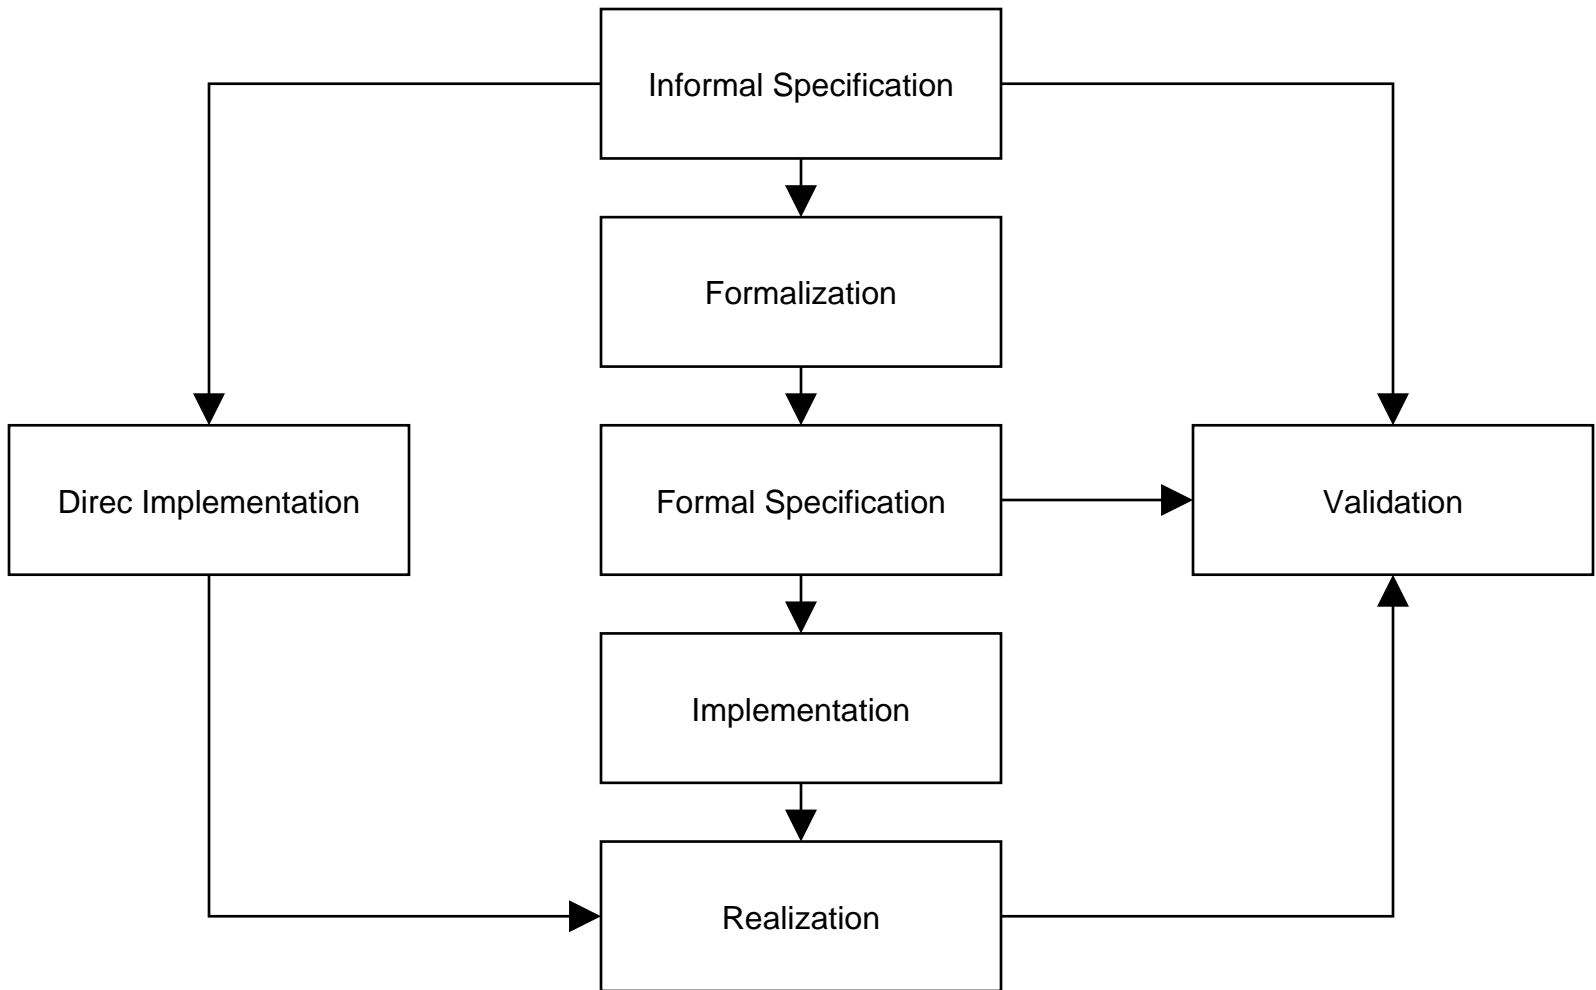 Informal Specification
Formalization
Direc Implementation
Formal Specification
Validation
Implementation
Realization